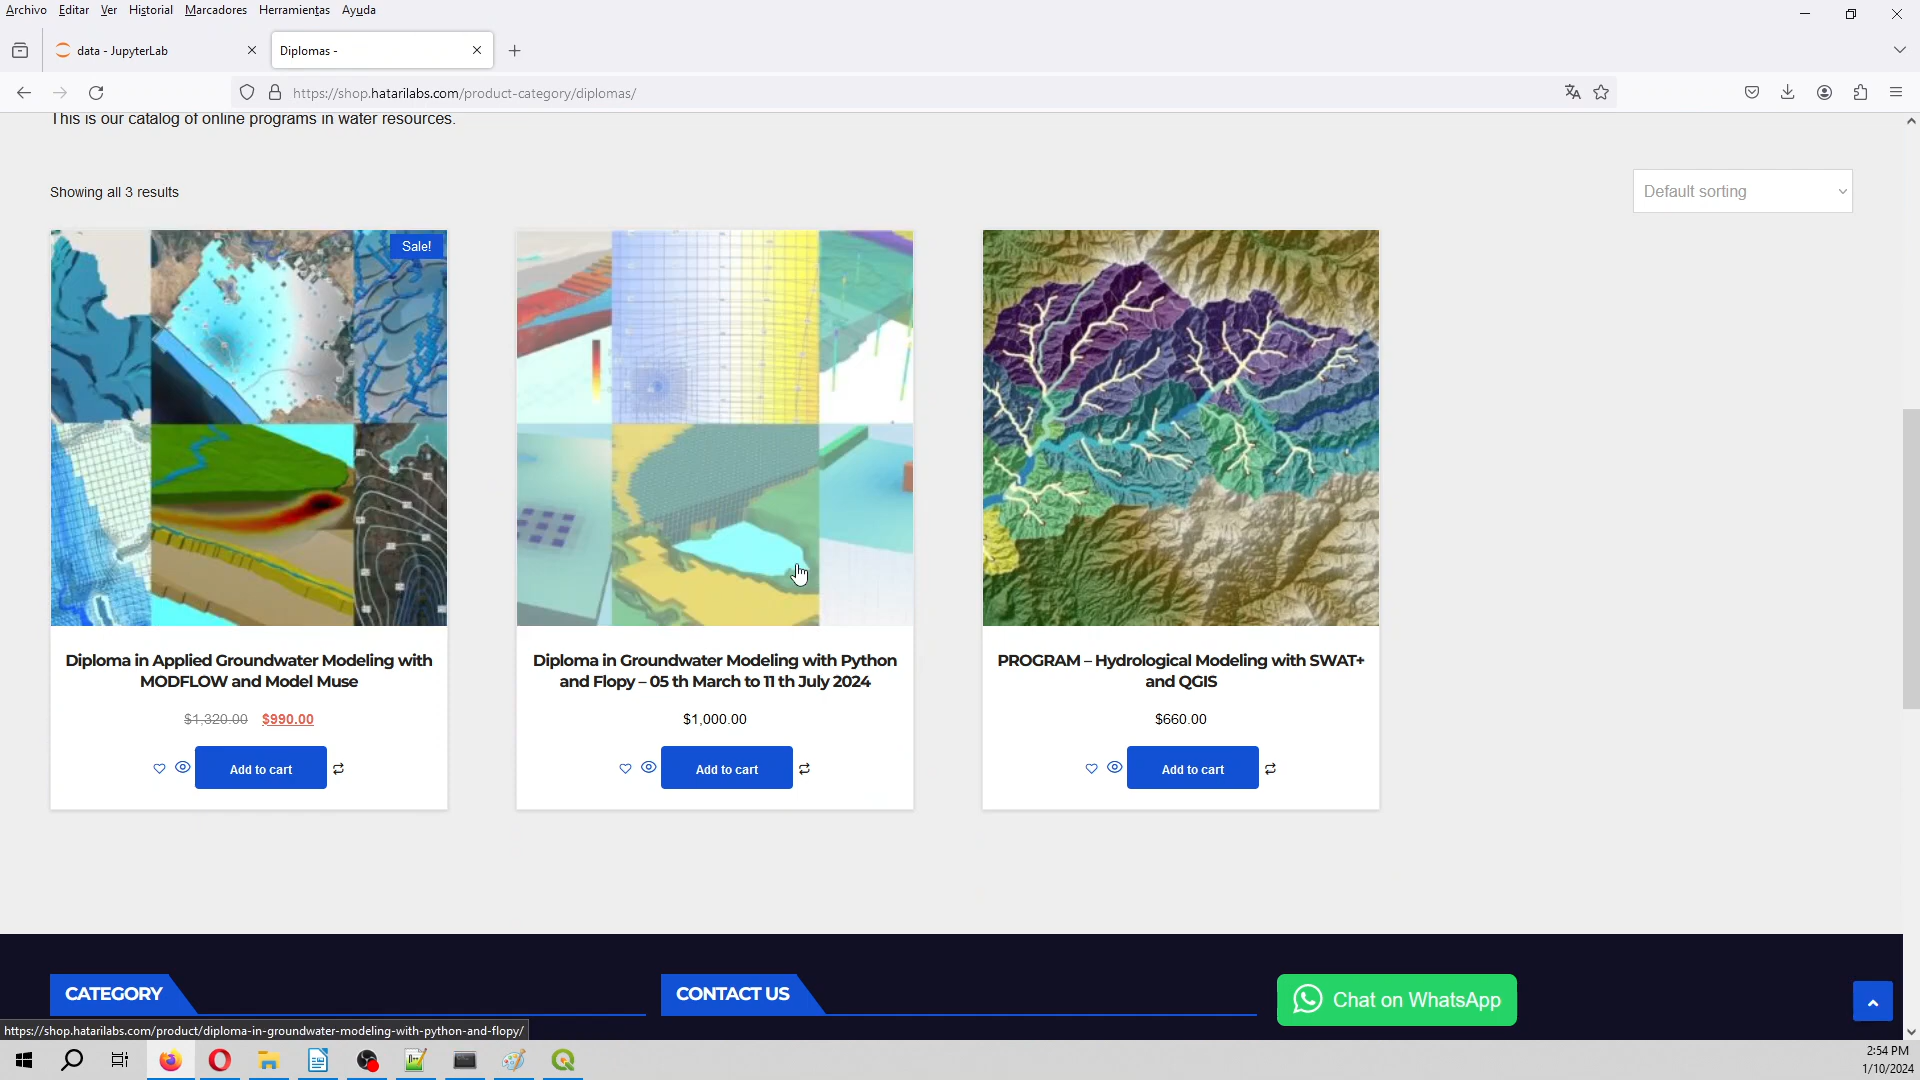 Archivo Editar Ver Historial Marcadores Herramientas Ayuda
data - JupyterLab
Diplomas -
https://shop.hatarilabs.com/product-category/diplomas/
This is our catalog of online programs in water resources.
Showing all 3 results
Default sorting
Sale!
Diploma in Applied Groundwater Modeling with
MODFLOW and Model Muse
$1,320.00 $990.00
Add to cart
Diploma in Groundwater Modeling with Python
and Flopy – 05 th March to 11 th July 2024
$1,000.00
Add to cart
PROGRAM – Hydrological Modeling with SWAT+
and QGIS
$660.00
Add to cart
CATEGORY
CONTACT US
Chat on WhatsApp
https://shop.hatarilabs.com/product/diploma-in-groundwater-modeling-with-python-and-flopy/
2:54 PM
1/10/2024